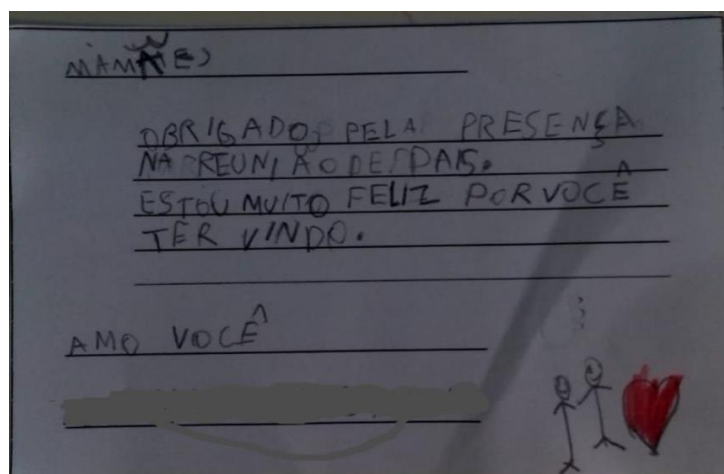 MAMÃE,
OBRIGADO PELA PRESENÇA
NA REUNIÃO DE PAIS.
ESTOU MUITO FELIZ POR VOCÊ
TER VINDO.
AMO VOCÊ